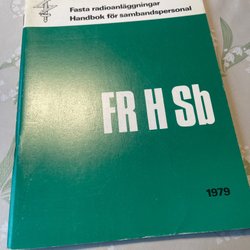 Fasta radioanläggningar
Handbok för sambandspersonal
FR H Sb
1979